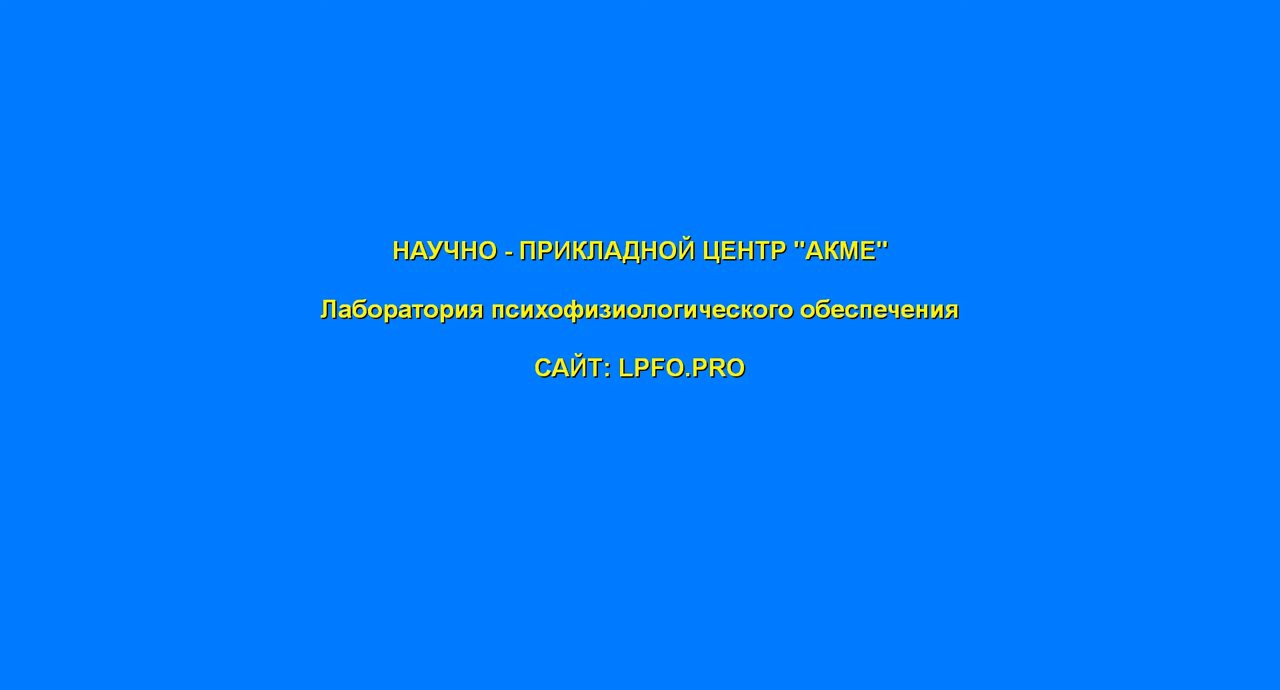 НАУЧНО - ПРИКЛАДНОЙ ЦЕНТР "АКМЕ"
Лаборатория психофизиологического обеспечения
САЙТ: LPFO.PRO